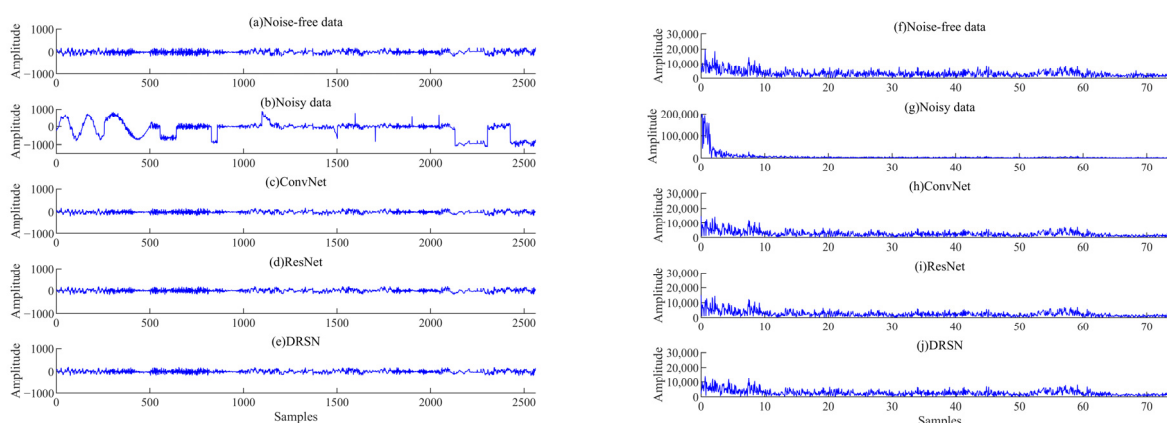 (a)Noise-free data
Amplitude
1000
0
−1000
0 500 1000 1500 2000 2500
(b)Noisy data
Amplitude
1000
0
−1000
0 500 1000 1500 2000 2500
(c)ConvNet
Amplitude
1000
0
−1000
0 500 1000 1500 2000 2500
(d)ResNet
Amplitude
1000
0
−1000
0 500 1000 1500 2000 2500
(e)DRSN
Amplitude
1000
0
−1000
0 500 1000 1500 2000 2500
Samples
(f)Noise-free data
Amplitude
30,000
20,000
10,000
0
0 10 20 30 40 50 60 70
(g)Noisy data
Amplitude
200,000
100,000
0
0 10 20 30 40 50 60 70
(h)ConvNet
Amplitude
30,000
20,000
10,000
0
0 10 20 30 40 50 60 70
(i)ResNet
Amplitude
30,000
20,000
10,000
0
0 10 20 30 40 50 60 70
(j)DRSN
Amplitude
30,000
20,000
10,000
0
0 10 20 30 40 50 60 70
Samples